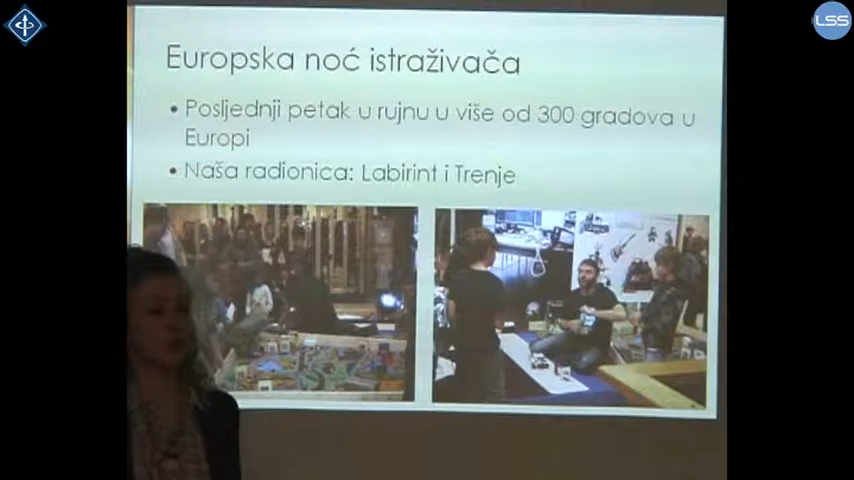 LSS
Europska noć istraživača
• Posljednji petak u rujnu u više od 300 gradova u
Europi
• Naša radionica: Labirint i Trenje